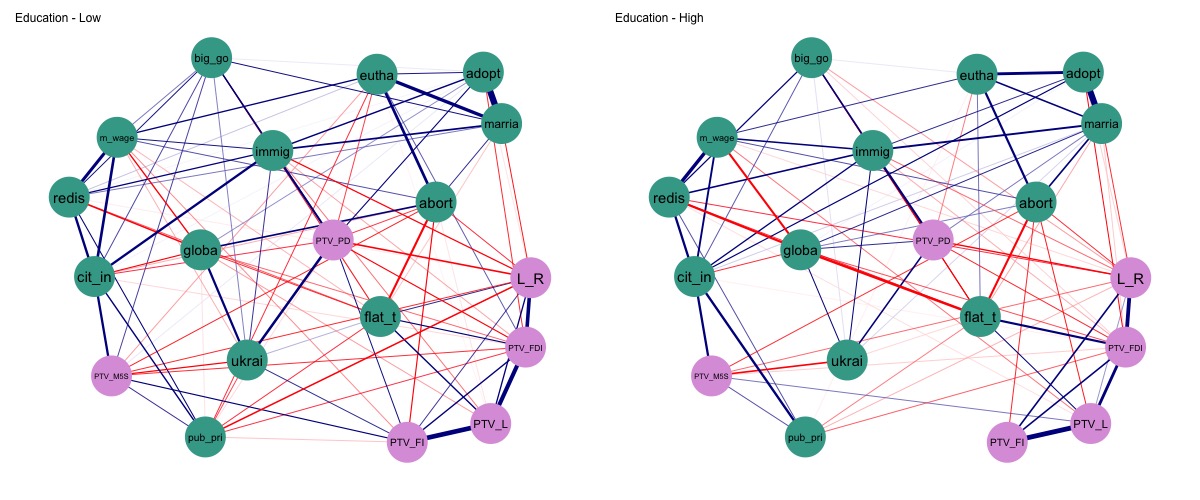 Education - Low
big_go
eutha
adopt
marria
m_wage
immig
redis
abort
globa
PTV_PD
cit_in
L_R
flat_t
ukrai
PTV_FDI
PTV_M5S
pub_pri
PTV_FI
PTV_L
Education - High
big_go
eutha
adopt
marria
m_wage
immig
redis
abort
globa
PTV_PD
cit_in
L_R
flat_t
ukrai
PTV_FDI
PTV_M5S
pub_pri
PTV_FI
PTV_L